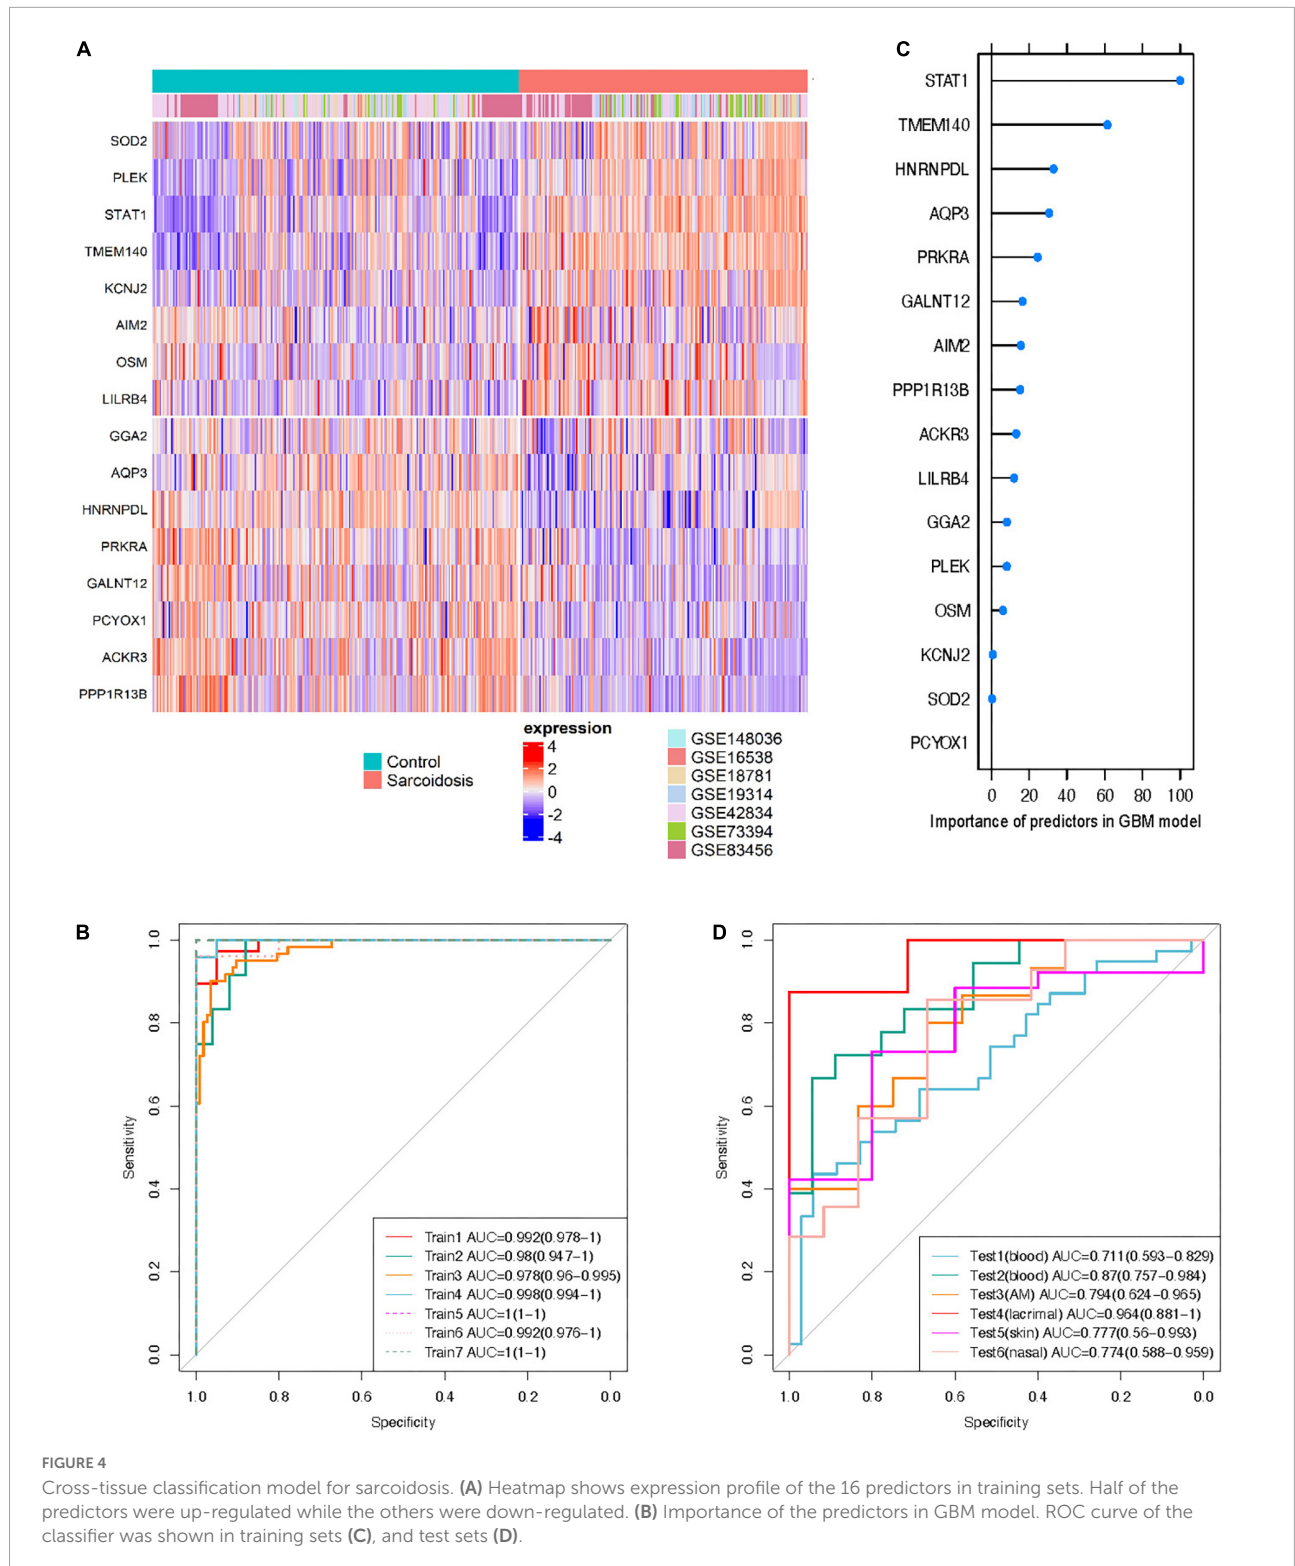 A
SOD2
PLEK
STAT1
TMEM140
KCNJ2
AIM2
OSM
LILRB4
GGA2
AQP3
HNRNPDL
PRKRA
GALNT12
PCYOX1
ACKR3
PPP1R13B
Control
Sarcoidosis
expression
4
2
0
-2
-4
GSE148036
GSE16538
GSE18781
GSE19314
GSE42834
GSE73394
GSE83456
C
STAT1
TMEM140
HNRNPDL
AQP3
PRKRA
GALNT12
AIM2
PPP1R13B
ACKR3
LILRB4
GGA2
PLEK
OSM
KCNJ2
SOD2
PCYOX1
0 20 40 60 80 100
Importance of predictors in GBM model
B
1.0
0.8
0.6
0.4
0.2
0.0
Sensitivity
Train1 AUC=0.992(0.978-1)
Train2 AUC=0.98(0.947-1)
Train3 AUC=0.978(0.96-0.995)
Train4 AUC=0.998(0.994-1)
Train5 AUC=1(1-1)
Train6 AUC=0.992(0.976-1)
Train7 AUC=1(1-1)
1.0 0.8 0.6 0.4 0.2 0.0
Specificity
D
1.0
0.8
0.6
0.4
0.2
0.0
Sensitivity
Test1(blood) AUC=0.711(0.593-0.829)
Test2(blood) AUC=0.87(0.757-0.984)
Test3(AM) AUC=0.794(0.624-0.965)
Test4(lacrimal) AUC=0.964(0.881-1)
Test5(skin) AUC=0.777(0.56-0.993)
Test6(nasal) AUC=0.774(0.588-0.959)
1.0 0.8 0.6 0.4 0.2 0.0
Specificity
FIGURE 4
Cross-tissue classification model for sarcoidosis. (A) Heatmap shows expression profile of the 16 predictors in training sets. Half of the
predictors were up-regulated while the others were down-regulated. (B) Importance of the predictors in GBM model. ROC curve of the
classifier was shown in training sets (C), and test sets (D).